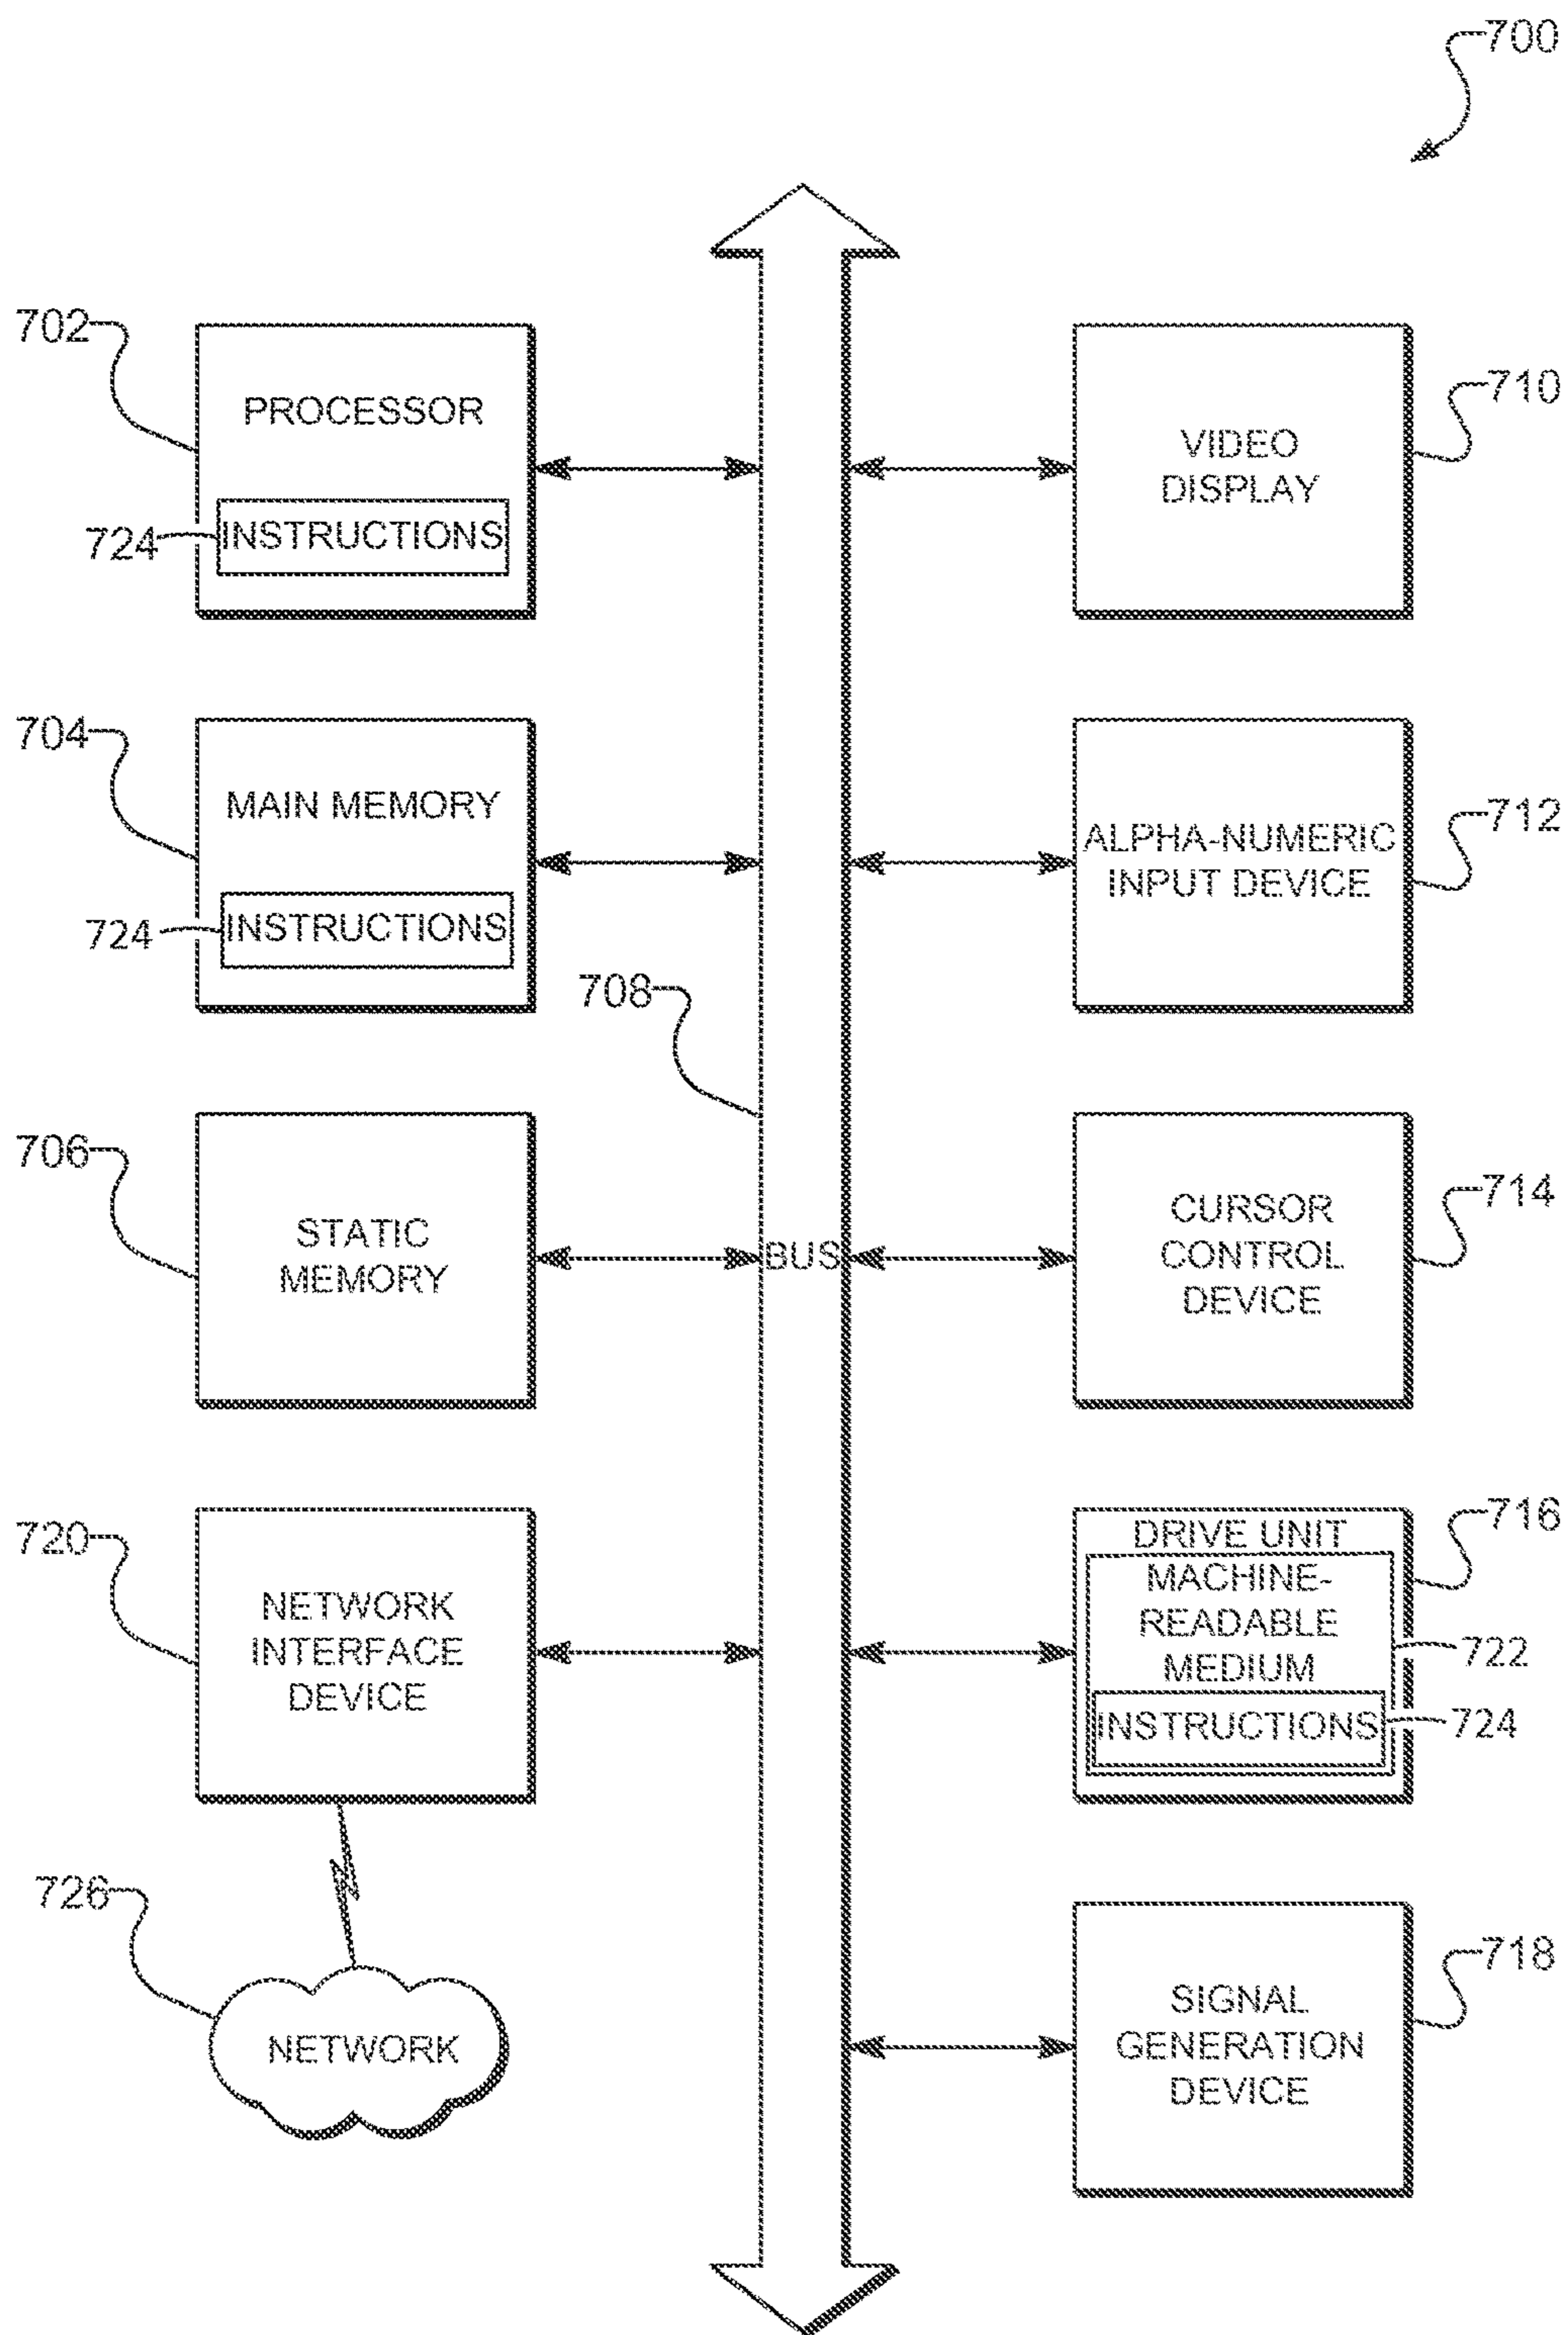 700
702
PROCESSOR
724
INSTRUCTIONS
710
VIDEO
DISPLAY
704
MAIN MEMORY
724
INSTRUCTIONS
712
ALPHA-NUMERIC
INPUT DEVICE
708
706
STATIC
MEMORY
BUS
714
CURSOR
CONTROL
DEVICE
720
NETWORK
INTERFACE
DEVICE
716
DRIVE UNIT
MACHINE-
READABLE
MEDIUM
722
INSTRUCTIONS
724
726
NETWORK
718
SIGNAL
GENERATION
DEVICE